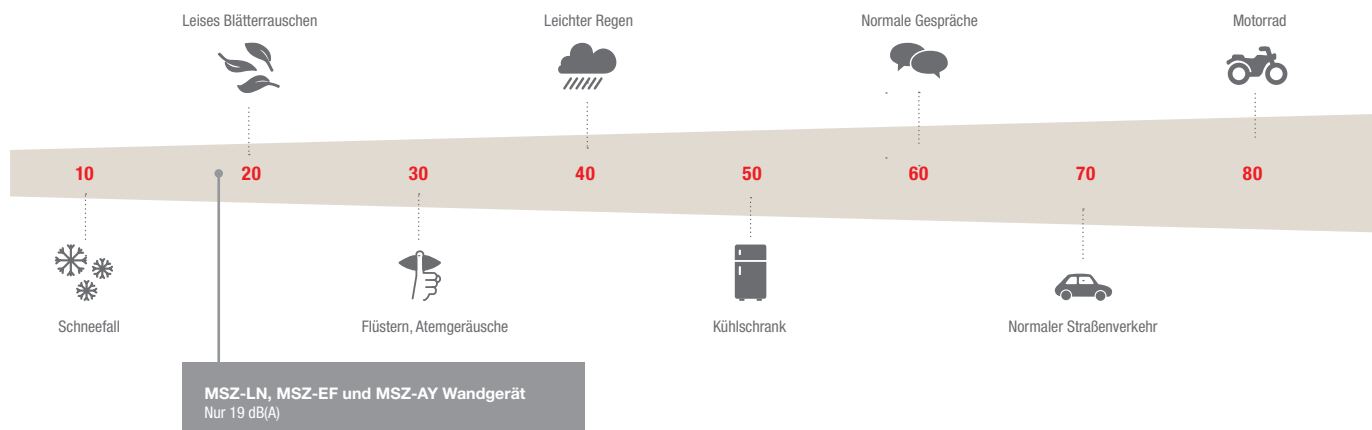 Leises Blätterrauschen
Leichter Regen
Normale Gespräche
Motorrad
10
20
30
40
50
60
70
80
Schneefall
Flüstern, Atemgeräusche
Kühlschrank
Normaler Straßenverkehr
MSZ-LN, MSZ-EF und MSZ-AY Wandgerät
Nur 19 dB(A)